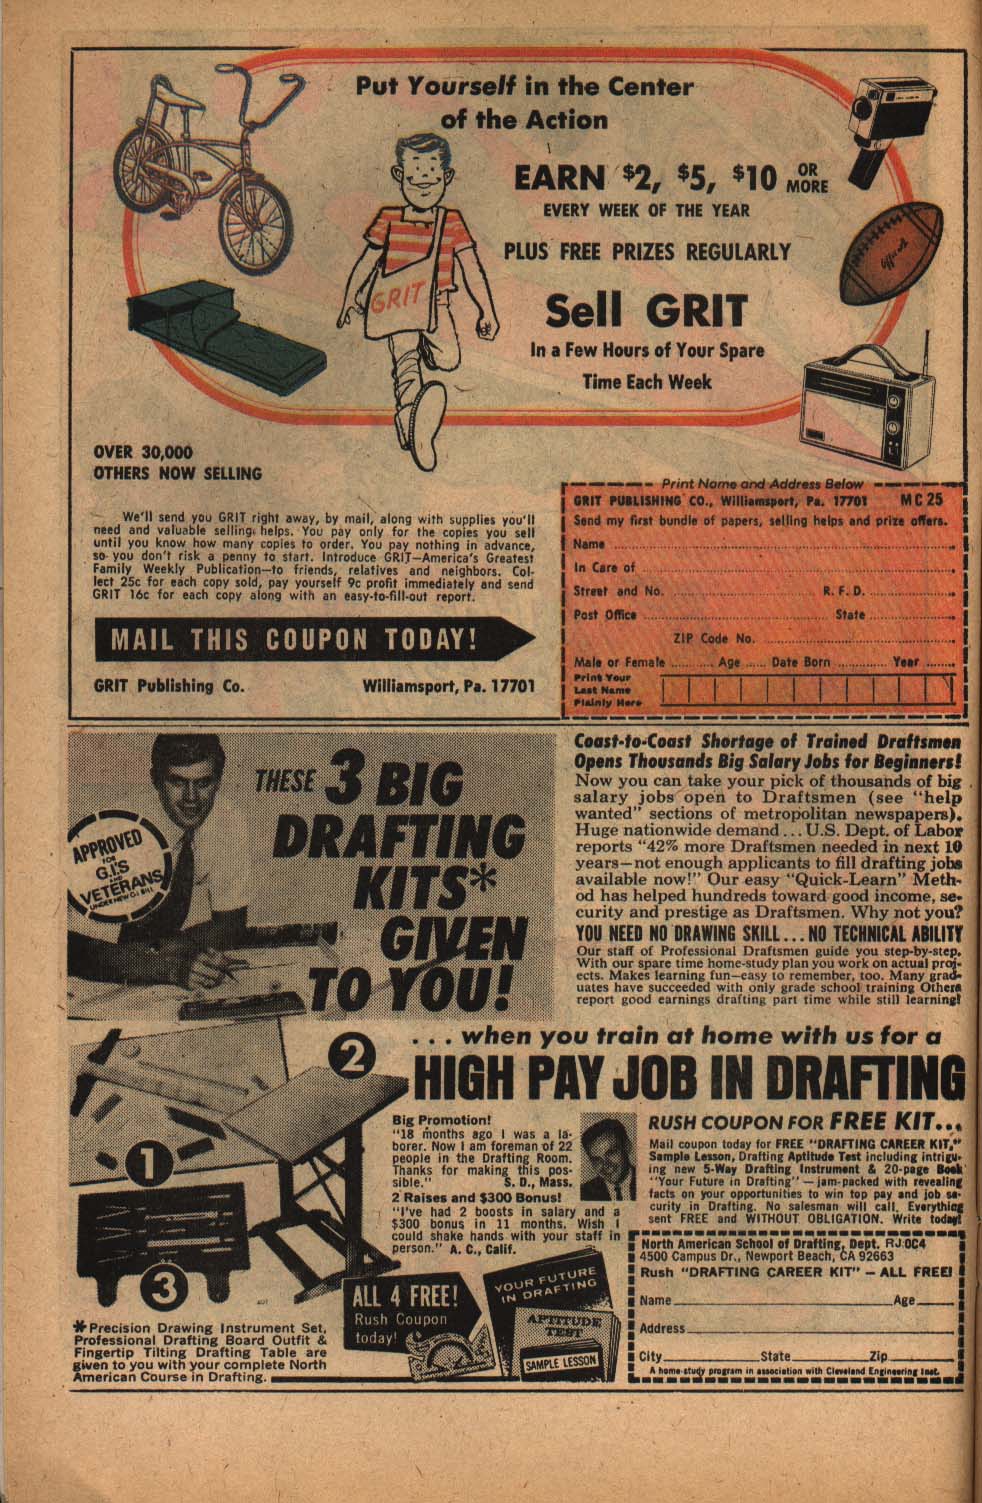 Put Yourself in the Center
of the Action
EARN $2, $5, $10 OR MORE
EVERY WEEK OF THE YEAR
PLUS FREE PRIZES REGULARLY
Sell GRIT
In a Few Hours of Your Spare
Time Each Week
GRIT
Official
OVER 30,000
OTHERS NOW SELLING
We'll send you GRIT right away, by mail, along with supplies you'll
need and valuable selling helps. You pay only for the copies you sell
until you know how many copies to order. You pay nothing in advance,
so you don't risk a penny to start. Introduce GRIT—America's Greatest
Family Weekly Publication—to friends, relatives and neighbors. Col-
lect 25c for each copy sold, pay yourself 9c profit immediately and send
GRIT 16c for each copy along with an easy-to-fill-out report.
MAIL THIS COUPON TODAY!
GRIT Publishing Co. Williamsport, Pa. 17701
Print Name and Address Below
GRIT PUBLISHING CO., Williamsport, Pa. 17701 MC25
Send my first bundle of papers, selling helps and prize offers.
Name
In Care of
Street and No. R. F. D.
Post Office State
ZIP Code No.
Male or Female Age Date Born Year
Print Your
Last Name
Plainly Here
THESE 3 BIG
DRAFTING
KITS*
GIVEN
TO YOU!
APPROVED
FOR
G.I.'S
AND
VETERANS
UNDER NEW G.I. BILL
Coast-to-Coast Shortage of Trained Draftsmen
Opens Thousands Big Salary Jobs for Beginners!
Now you can take your pick of thousands of big
salary jobs open to Draftsmen (see "help
wanted" sections of metropolitan newspapers).
Huge nationwide demand... U.S. Dept. of Labor
reports "42% more Draftsmen needed in next 10
years—not enough applicants to fill drafting jobs
available now!" Our easy "Quick-Learn" Meth-
od has helped hundreds toward good income, se-
curity and prestige as Draftsmen. Why not you?
YOU NEED NO DRAWING SKILL... NO TECHNICAL ABILITY
Our staff of Professional Draftsmen guide you step-by-step.
With our spare time home-study plan you work on actual proj-
ects. Makes learning fun—easy to remember, too. Many grad-
uates have succeeded with only grade school training Others
report good earnings drafting part time while still learning!
... when you train at home with us for a
HIGH PAY JOB IN DRAFTING
1
2
3
Big Promotion!
"18 months ago I was a la-
borer. Now I am foreman of 22
people in the Drafting Room.
Thanks for making this pos-
sible." S. D., Mass.
2 Raises and $300 Bonus!
"I've had 2 boosts in salary and a
$300 bonus in 11 months. Wish I
could shake hands with your staff in
person." A. C., Calif.
RUSH COUPON FOR FREE KIT...
Mail coupon today for FREE "DRAFTING CAREER KIT,"
Sample Lesson, Drafting Aptitude Test including intrigu-
ing new 5-Way Drafting Instrument & 20-page Book
"Your Future in Drafting"—jam-packed with revealing
facts on your opportunities to win top pay and job se-
curity in Drafting. No salesman will call. Everything
sent FREE and WITHOUT OBLIGATION. Write today!
ALL 4 FREE!
Rush Coupon
today!
YOUR FUTURE
IN DRAFTING
APTITUDE
TEST
SAMPLE LESSON
*Precision Drawing Instrument Set,
Professional Drafting Board Outfit &
Fingertip Tilting Drafting Table are
given to you with your complete North
American Course in Drafting.
North American School of Drafting, Dept. RJ0C4
4500 Campus Dr., Newport Beach, CA 92663
Rush "DRAFTING CAREER KIT" — ALL FREE!
Name Age
Address
City State Zip
A home-study program in association with Cleveland Engineering Inst.